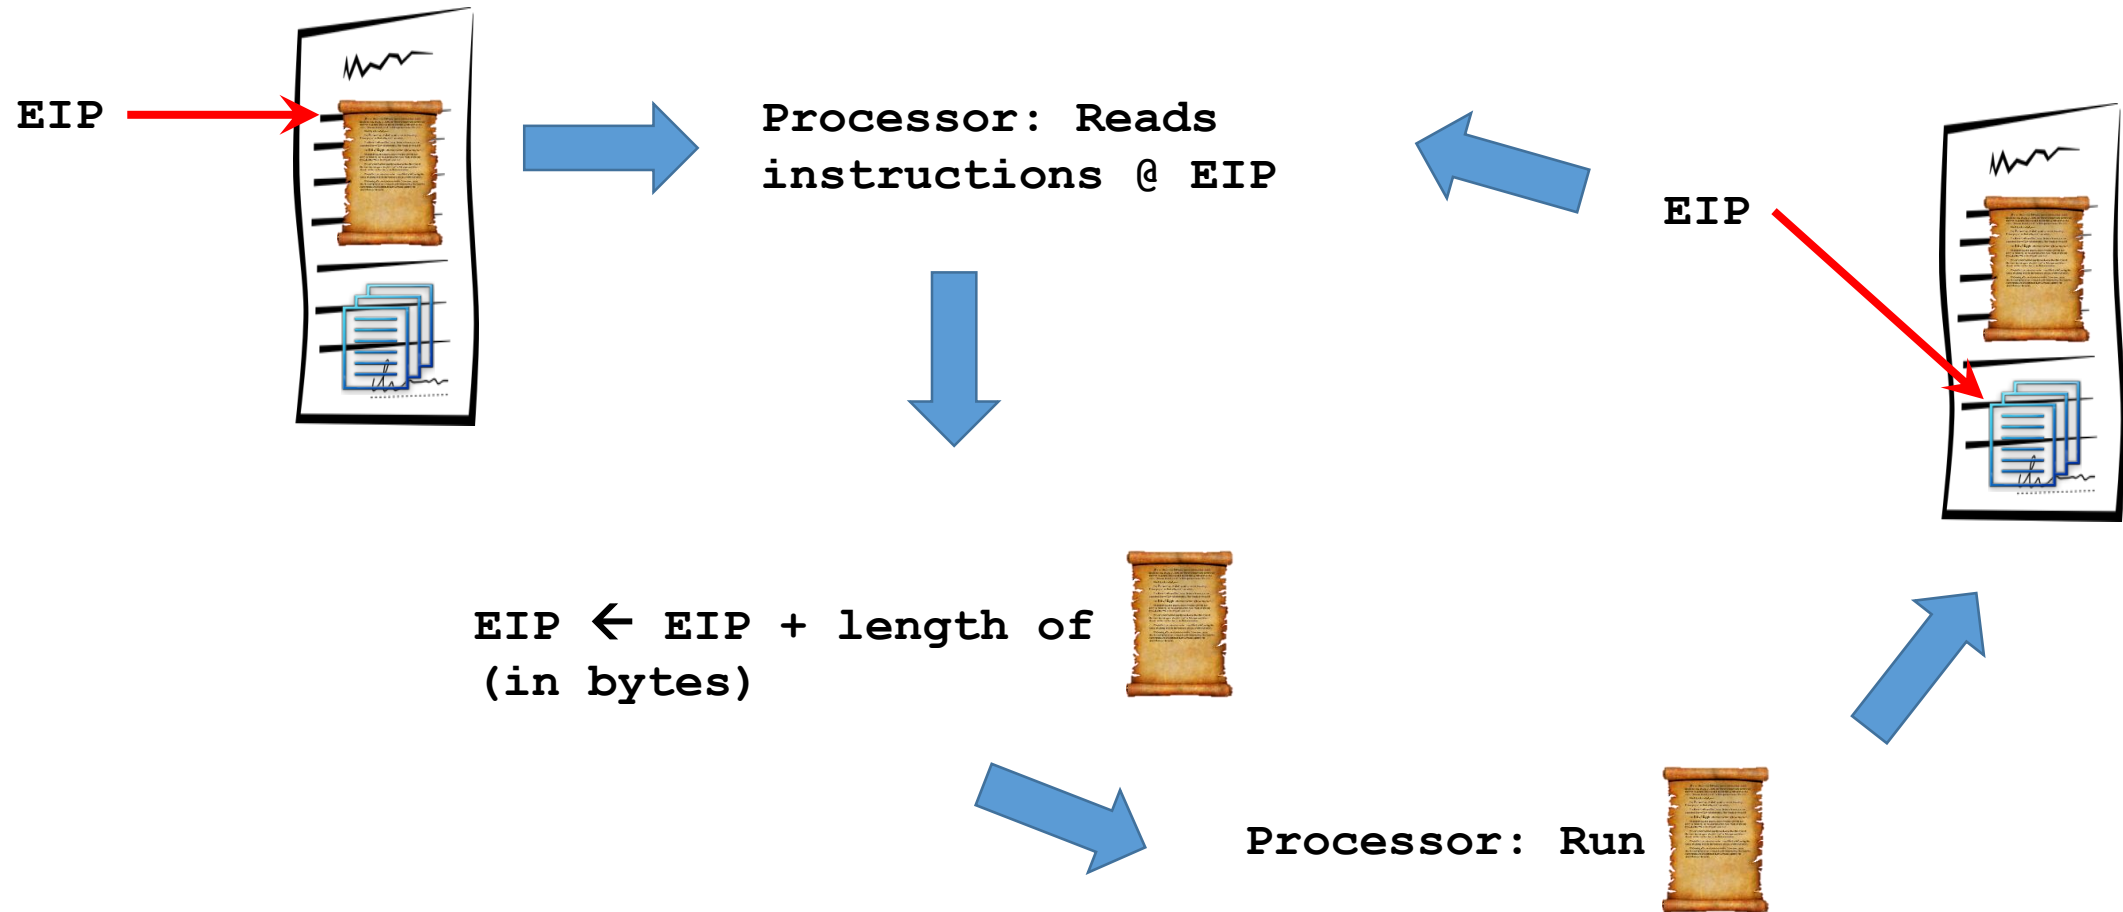 EIP
Processor: Reads
instructions @ EIP
EIP
EIP ← EIP + length of
(in bytes)
Processor: Run